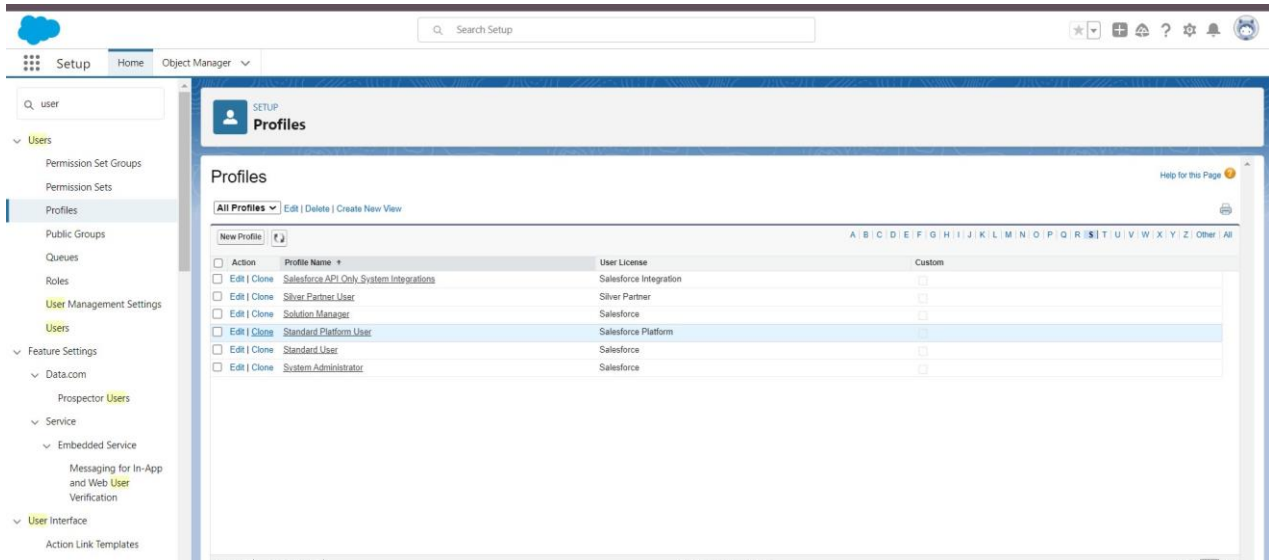 Search Setup
Setup Home Object Manager
user
Users
Permission Set Groups
Permission Sets
Profiles
Public Groups
Queues
Roles
User Management Settings
Users
Feature Settings
Data.com
Prospector Users
Service
Embedded Service
Messaging for In-App
and Web User
Verification
User Interface
Action Link Templates
SETUP
Profiles
Profiles
Help for this Page
All Profiles Edit | Delete | Create New View
New Profile A | B | C | D | E | F | G | H | I | J | K | L | M | N | O | P | Q | R | S | T | U | V | W | X | Y | Z | Other | All
Action Profile Name User License Custom
Edit | Clone Salesforce API Only System Integrations Salesforce Integration
Edit | Clone Silver Partner User Silver Partner
Edit | Clone Solution Manager Salesforce
Edit | Clone Standard Platform User Salesforce Platform
Edit | Clone Standard User Salesforce
Edit | Clone System Administrator Salesforce